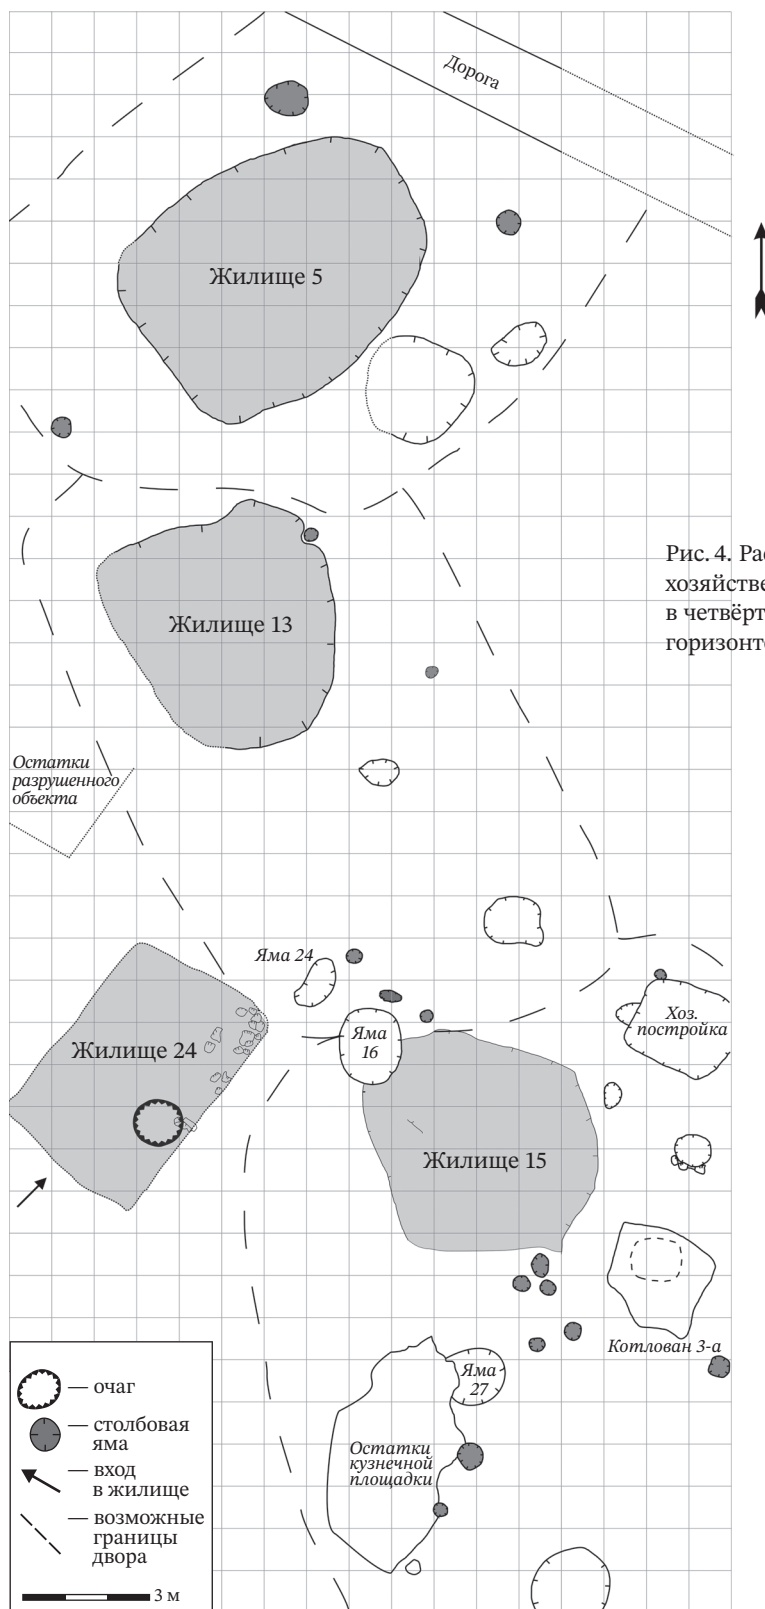 Дорога
Жилище 5
Рис. 4. Рас
хозяйстве
в четвёрт
горизонт
Жилище 13
Остатки
разрушенного
объекта
Яма 24
Яма
16
Хоз.
постройка
Жилище 24
Жилище 15
Котлован 3-а
Яма
27
Остатки
кузнечной
площадки
— очаг
— столбовая
яма
— вход
в жилище
— возможные
границы
двора
3 м